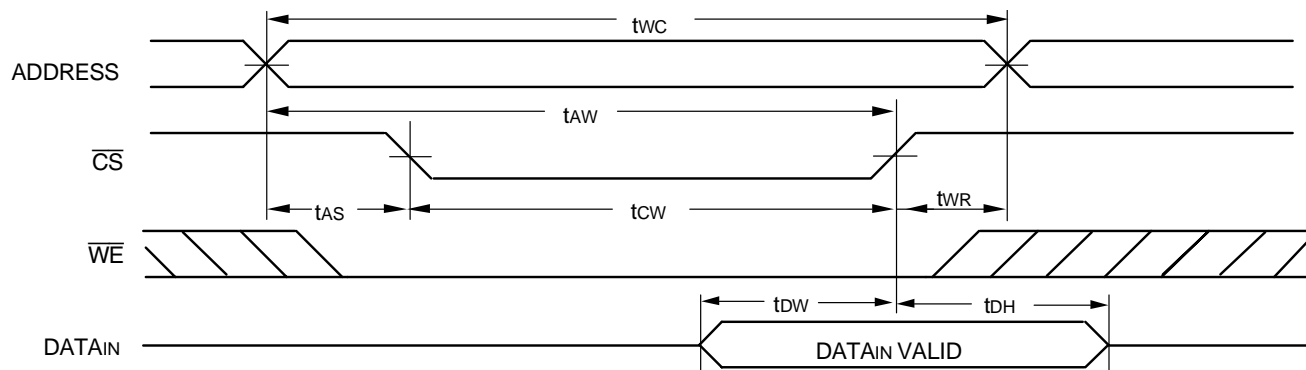 tWC
ADDRESS
tAW
CS
tAS
tCW
tWR
WE
tDW
tDH
DATAIN
DATAIN VALID